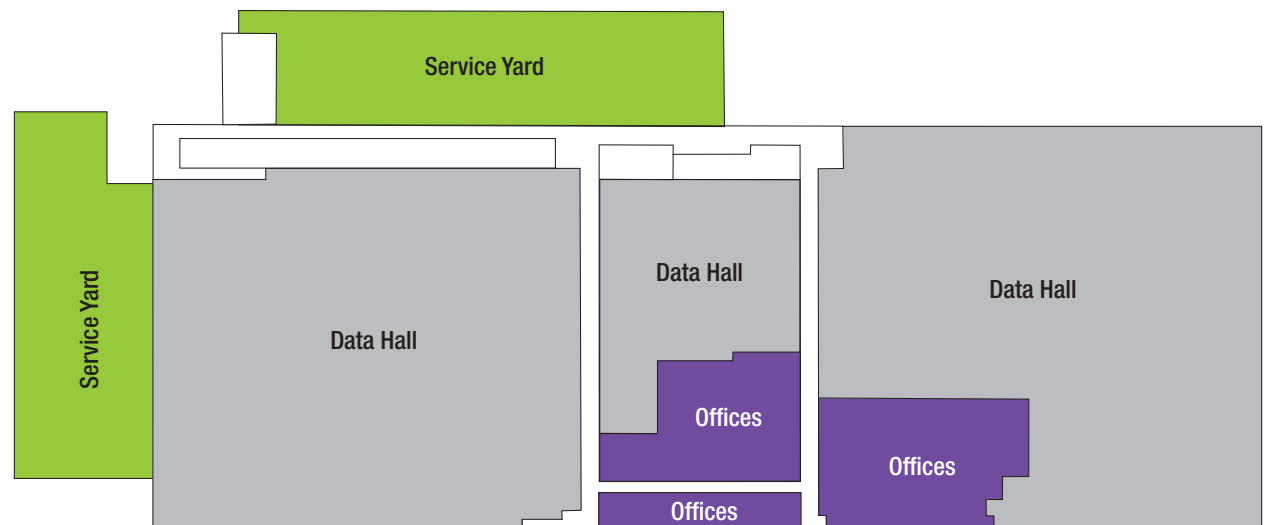 Service Yard
Service Yard
Data Hall
Data Hall
Data Hall
Offices
Offices
Offices